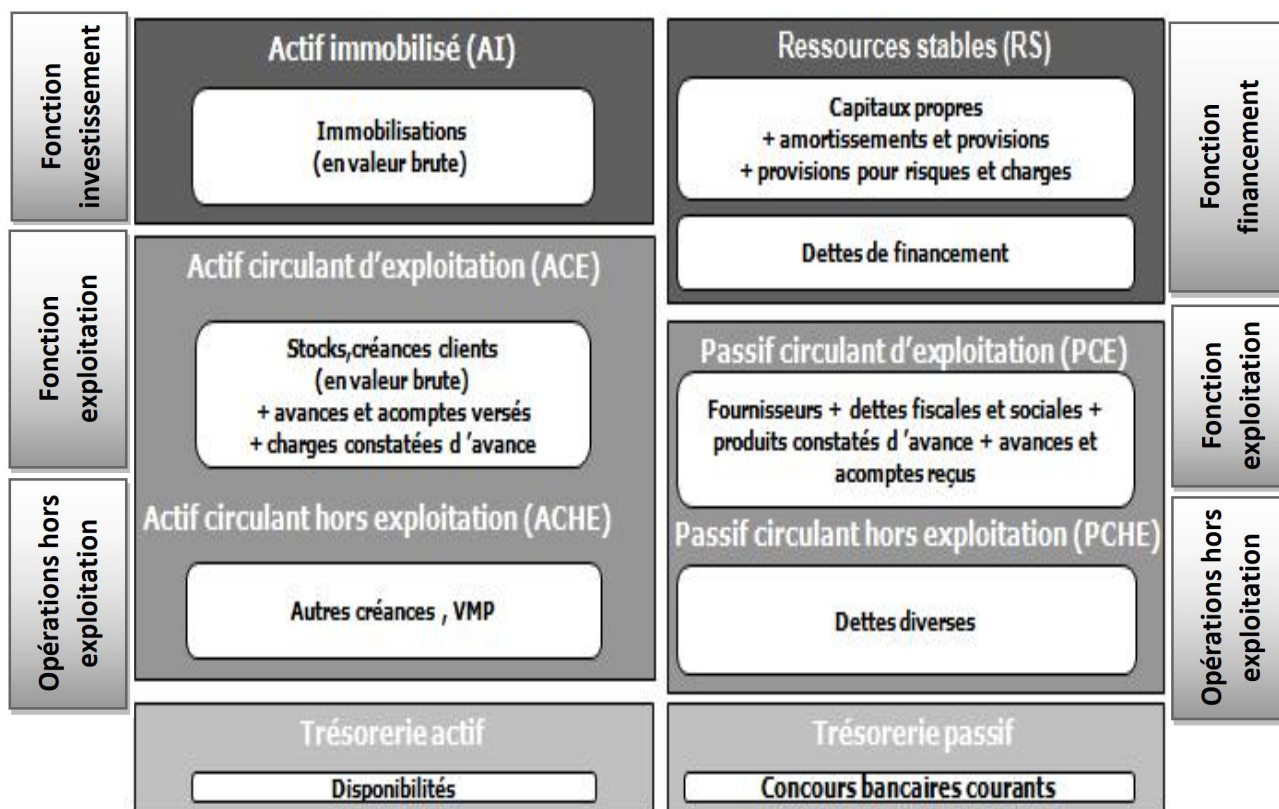 Fonction
investissement
Actif immobilisé (AI)
Immobilisations
(en valeur brute)
Ressources stables (RS)
Capitaux propres
+ amortissements et provisions
+ provisions pour risques et charges
Dettes de financement
Fonction
financement
Fonction
exploitation
Actif circulant d'exploitation (ACE)
Stocks,créances clients
(en valeur brute)
+ avances et acomptes versés
+ charges constatées d 'avance
Passif circulant d'exploitation (PCE)
Fournisseurs + dettes fiscales et sociales +
produits constatés d 'avance + avances et
acomptes reçus
Fonction
exploitation
Opérations hors
exploitation
Actif circulant hors exploitation (ACHE)
Autres créances , VMP
Passif circulant hors exploitation (PCHE)
Dettes diverses
Opérations hors
exploitation
Trésorerie actif
Disponibilités
Trésorerie passif
Concours bancaires courants